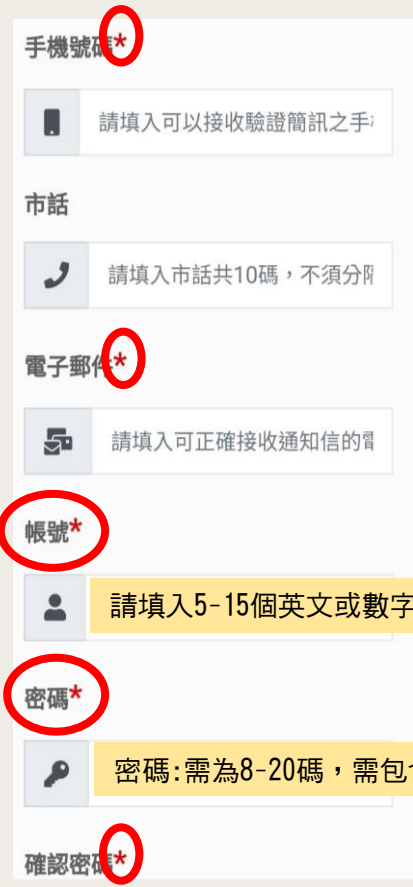 手機號碼*
請填入可以接收驗證簡訊之手
市話
請填入市話共10碼，不須分隔
電子郵件*
請填入可正確接收通知信的電
帳號*
請填入5-15個英文或數字
密碼*
密碼:需為8-20碼，需包含
確認密碼*